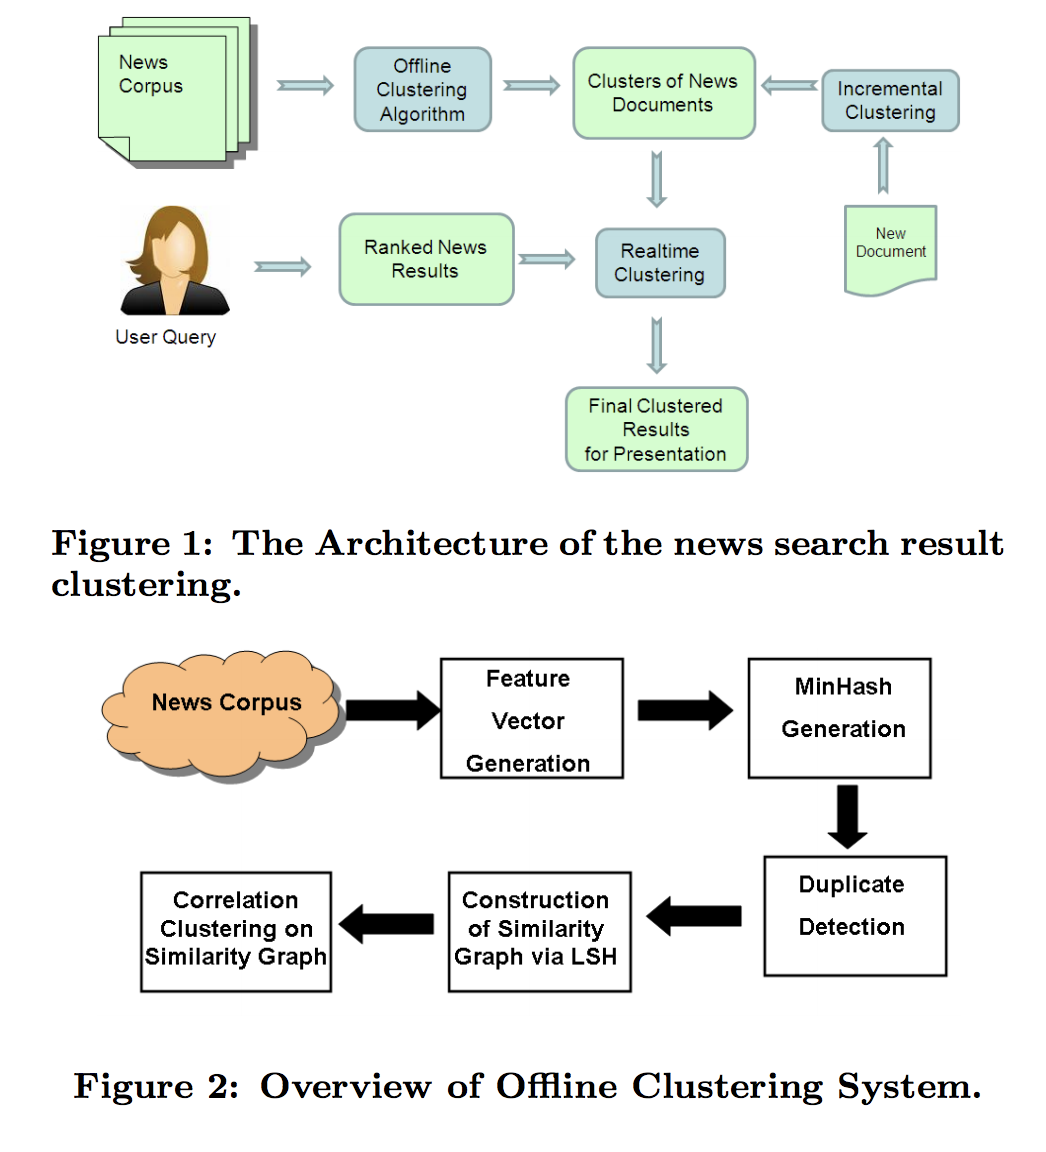 News
Corpus
Offline
Clustering
Algorithm
Clusters of News
Documents
Incremental
Clustering
User Query
Ranked News
Results
Realtime
Clustering
New
Document
Final Clustered
Results
for Presentation
Figure 1: The Architecture of the news search result
clustering.
News Corpus
Feature
Vector
Generation
MinHash
Generation
Duplicate
Detection
Construction
of Similarity
Graph via LSH
Correlation
Clustering on
Similarity Graph
Figure 2: Overview of Offline Clustering System.